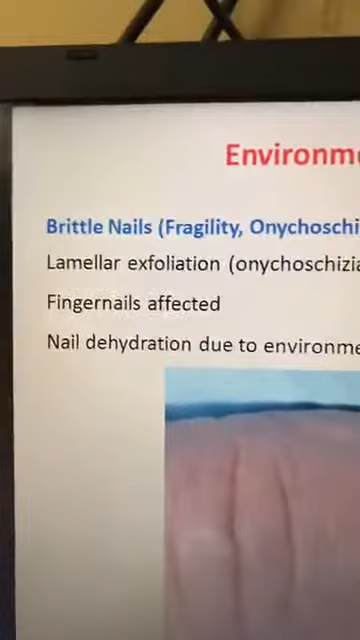 Environm
Brittle Nails (Fragility, Onychoschi
Lamellar exfoliation (onychoschizia
Fingernails affected
Nail dehydration due to environme